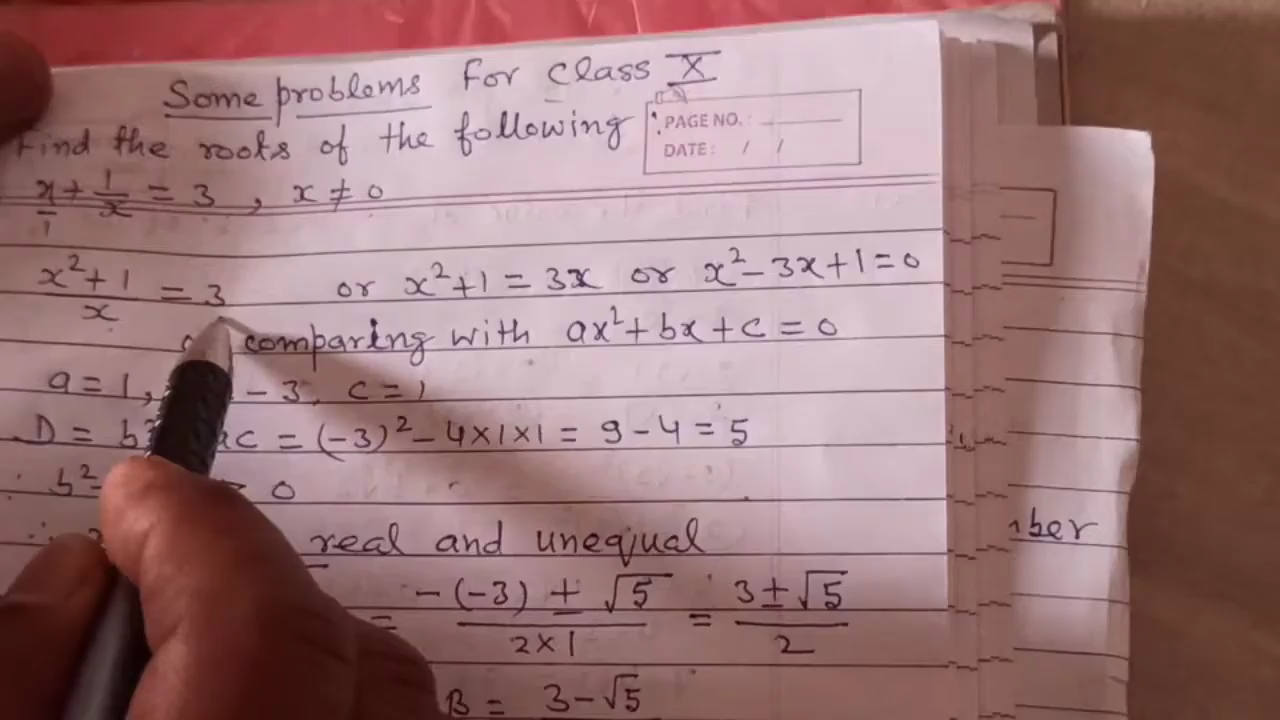 Some problems For Class X
Find the roots of the following
PAGE NO.:
DATE: / /
x/1 + 1/x = 3 , x ≠ 0
(x²+1)/x = 3 or x²+1 = 3x or x²-3x+1=0
comparing with ax²+bx+c=0
a=1, -3, c=1
D = b² ac = (-3)² - 4×1×1 = 9-4 = 5
∴ b² 0
∴ real and unequal
= (-(-3) ± √5)/(2×1) = (3±√5)/2
B = 3-√5